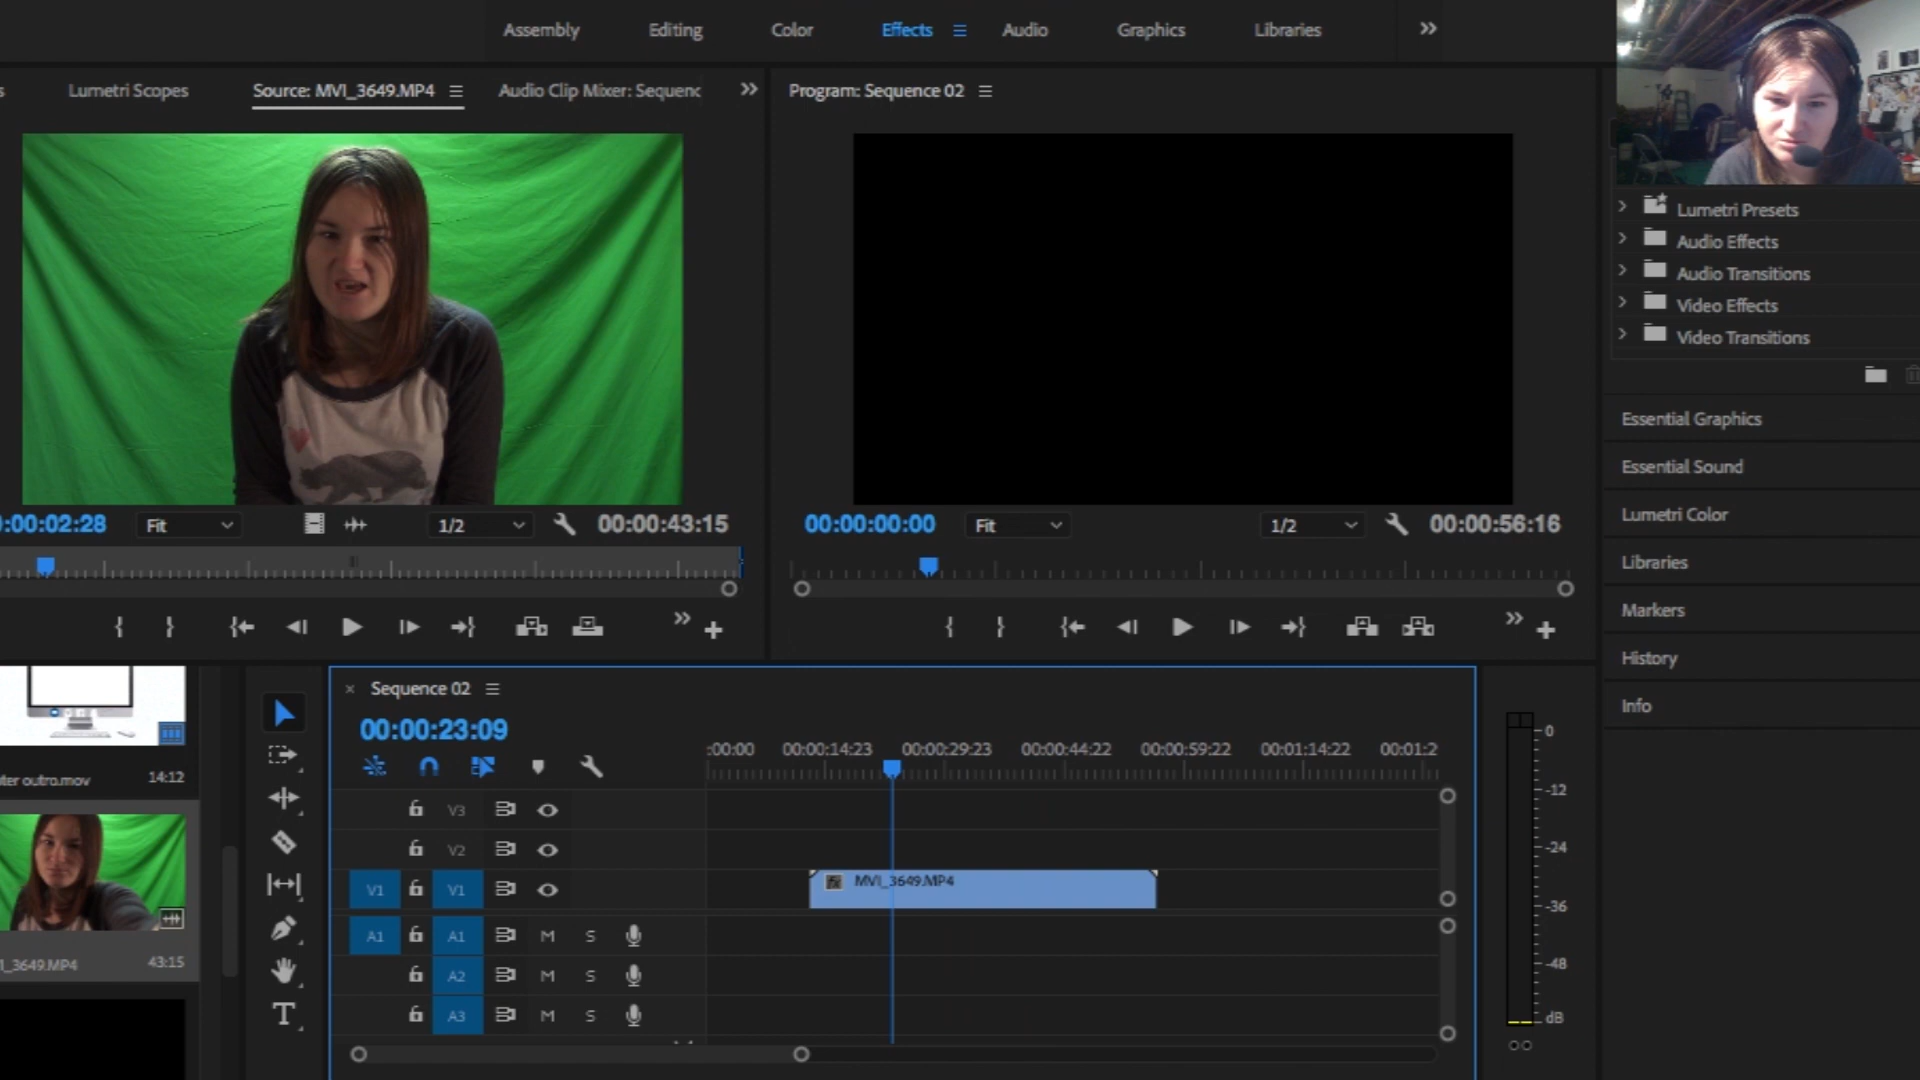 Assembly Editing Color Effects Audio Graphics Libraries
Lumetri Scopes Source: MVI_3649.MP4 Audio Clip Mixer: Sequenc Program: Sequence 02
Lumetri Presets
Audio Effects
Audio Transitions
Video Effects
Video Transitions
Essential Graphics
Essential Sound
Lumetri Color
Libraries
Markers
History
Info
:00:02:28 Fit 1/2 00:00:43:15 00:00:00:00 Fit 1/2 00:00:56:16
ter outro.mov 14:12
_3649.MP4 43:15
Sequence 02
00:00:23:09
:00:00 00:00:14:23 00:00:29:23 00:00:44:22 00:00:59:22 00:01:14:22 00:01:2
V3
V2
V1 V1 fx MVI_3649.MP4
A1 A1 M S
A2 M S
A3 M S
T
0
-12
-24
-36
-48
dB